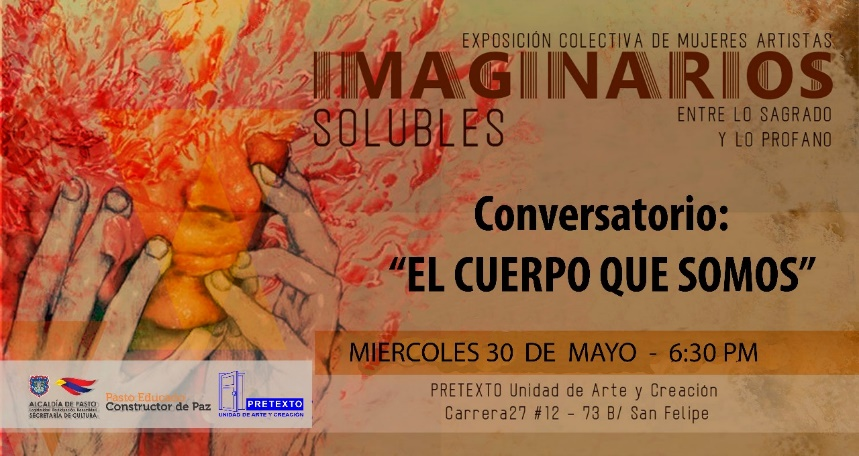 EXPOSICIÓN COLECTIVA DE MUJERES ARTISTAS
IMAGINARIOS
SOLUBLES
ENTRE LO SAGRADO
Y LO PROFANO
Conversatorio:
“EL CUERPO QUE SOMOS”
MIERCOLES 30 DE MAYO - 6:30 PM
PRETEXTO Unidad de Arte y Creación
Carrera27 #12 - 73 B/ San Felipe
ALCALDÍA DE PASTO
SECRETARÍA DE CULTURA
Pasto
Constructor de Paz
PRETEXTO
UNIDAD DE ARTE Y CREACIÓN